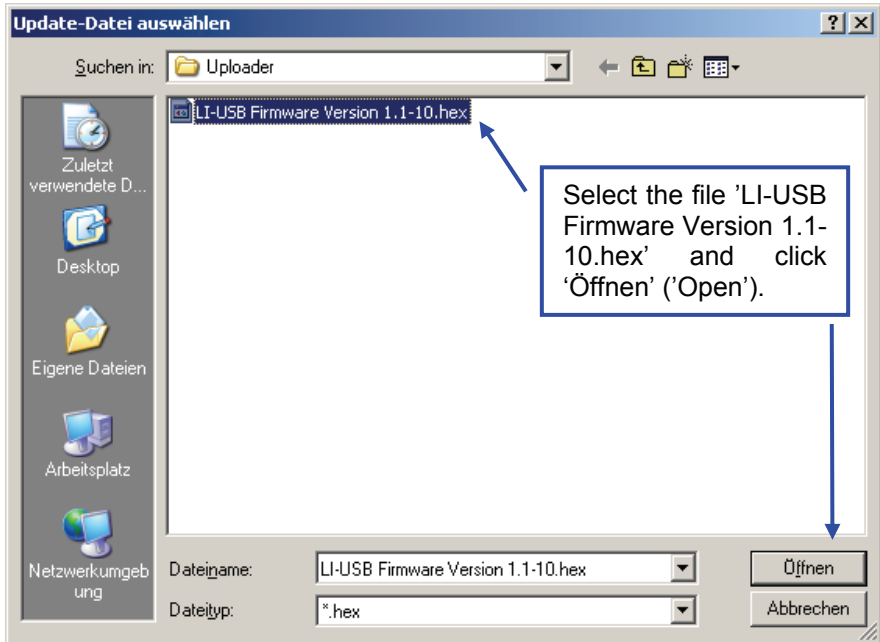 Update-Datei auswählen
Suchen in:
Uploader
LI-USB Firmware Version 1.1-10.hex
Zuletzt
verwendete D...
Desktop
Eigene Dateien
Arbeitsplatz
Netzwerkumgeb
ung
Select the file ’LI-USB
Firmware Version 1.1-
10.hex’ and click
‘Öffnen’ (’Open’).
Dateiname:
LI-USB Firmware Version 1.1-10.hex
Öffnen
Dateityp:
*.hex
Abbrechen